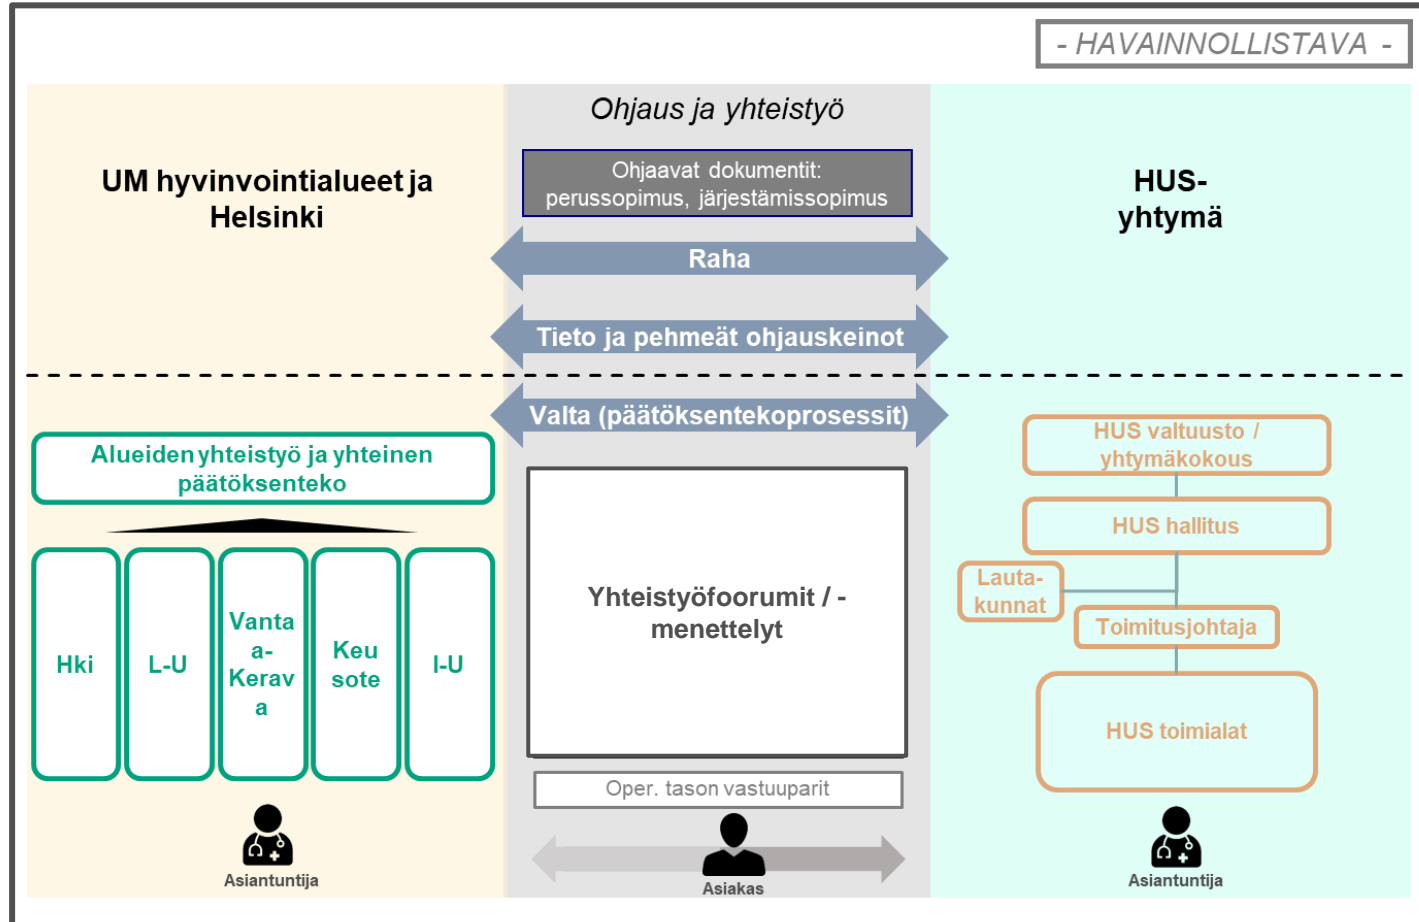 - HAVAINNOLLISTAVA -
UM hyvinvointialueet ja
Helsinki
Ohjaus ja yhteistyö
Ohjaavat dokumentit:
perussopimus, järjestämissopimus
HUS-
yhtymä
Raha
Tieto ja pehmeät ohjauskeinot
Valta (päätöksentekoprosessit)
Alueiden yhteistyö ja yhteinen
päätöksenteko
Hki
L-U
Vanta
a-
Kerav
a
Keu
sote
I-U
Yhteistyöfoorumit / -
menettelyt
Oper. tason vastuuparit
HUS valtuusto /
yhtymäkokous
HUS hallitus
Lauta-
kunnat
Toimitusjohtaja
HUS toimialat
Asiantuntija
Asiakas
Asiantuntija